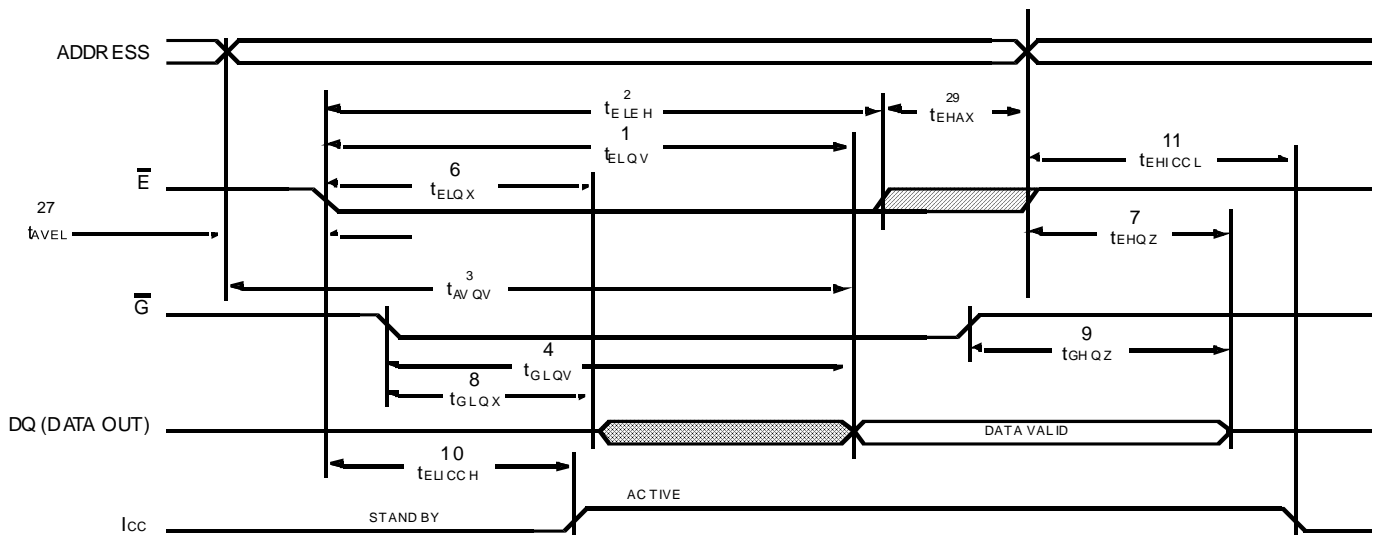 ADDRESS
2
tELEH
29
tEHAX
1
tELQV
11
tEHICCL
E
6
tELQX
27
tAVEL
7
tEHQZ
3
tAVQV
G
4
tGLQV
9
tGHQZ
8
tGLQX
DQ (DATA OUT)
DATA VALID
10
tELICCH
ACTIVE
STANDBY
ICC